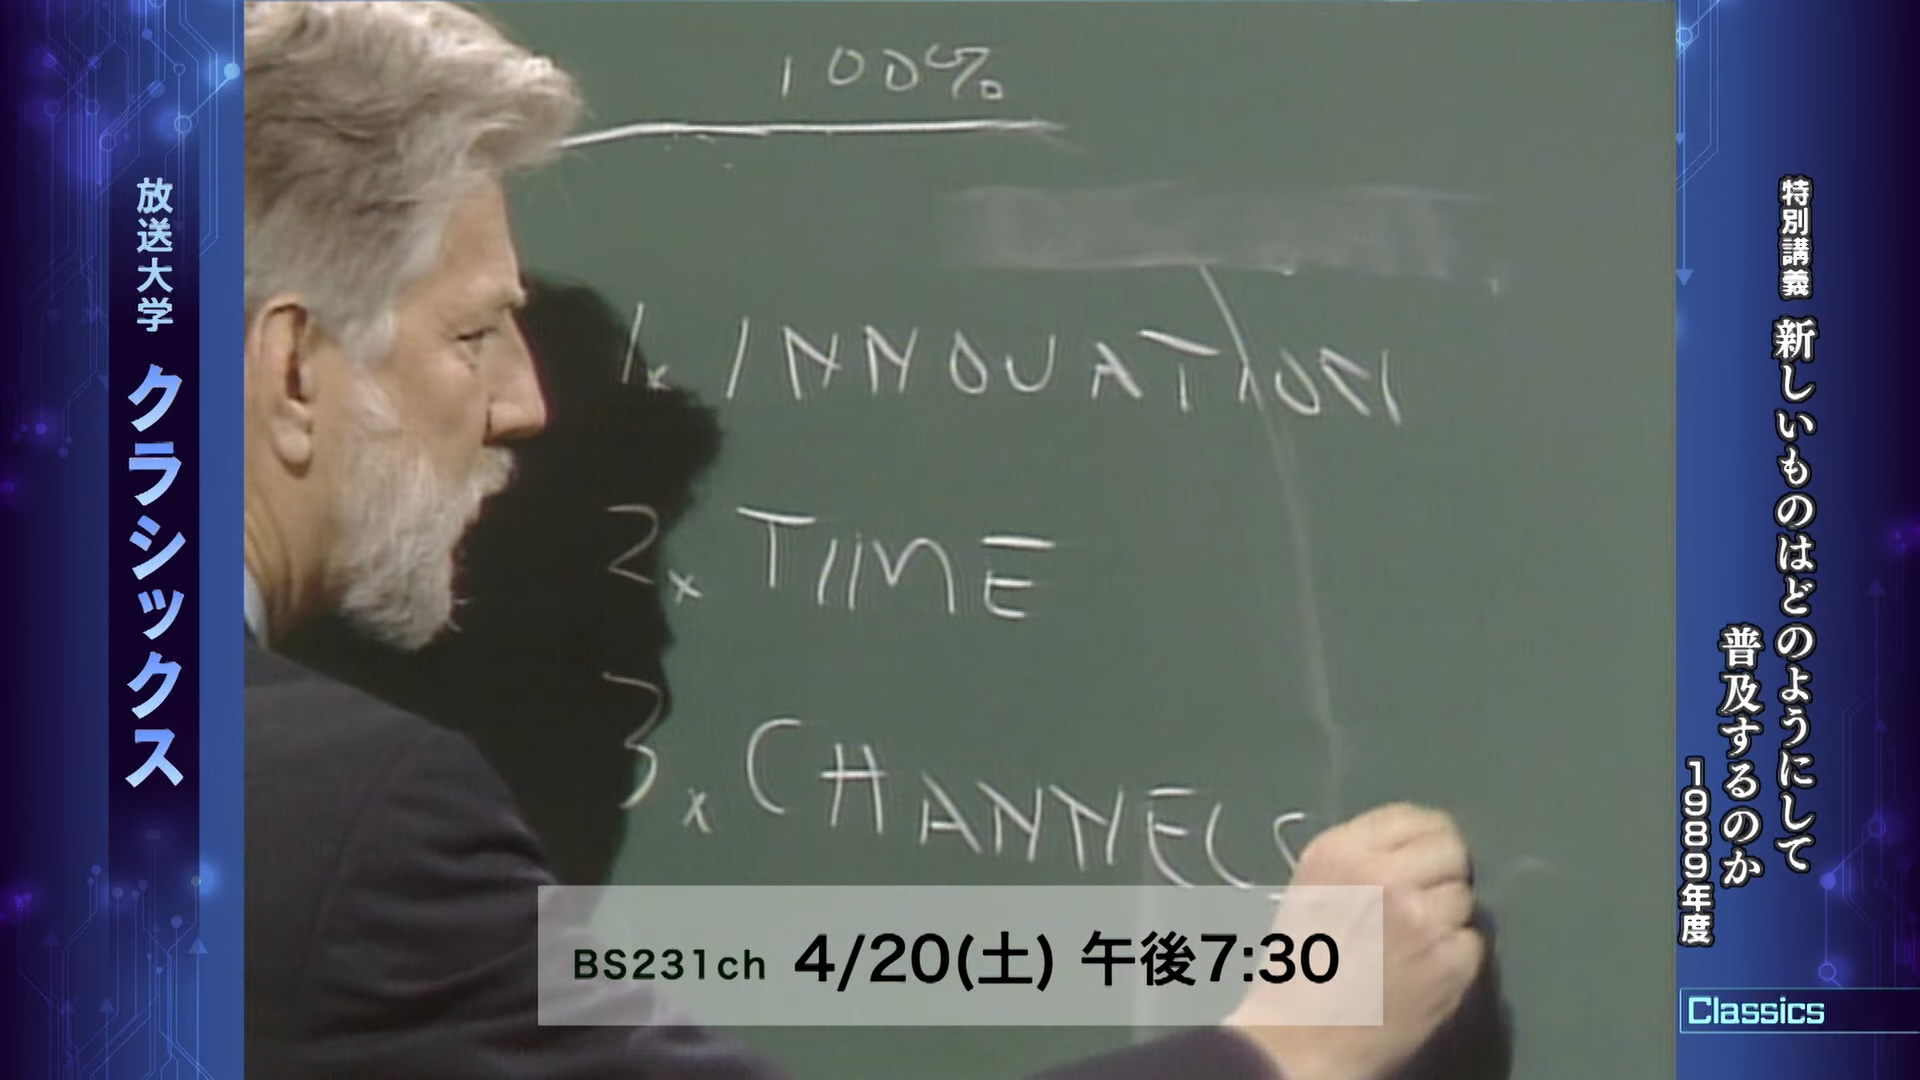 放送大学 クラシックス
100%
1. INNOVATION
2. TIME
3. CHANNELS
特別講義 新しいものはどのようにして
普及するのか
1989年度
BS231ch 4/20(土) 午後7:30
Classics